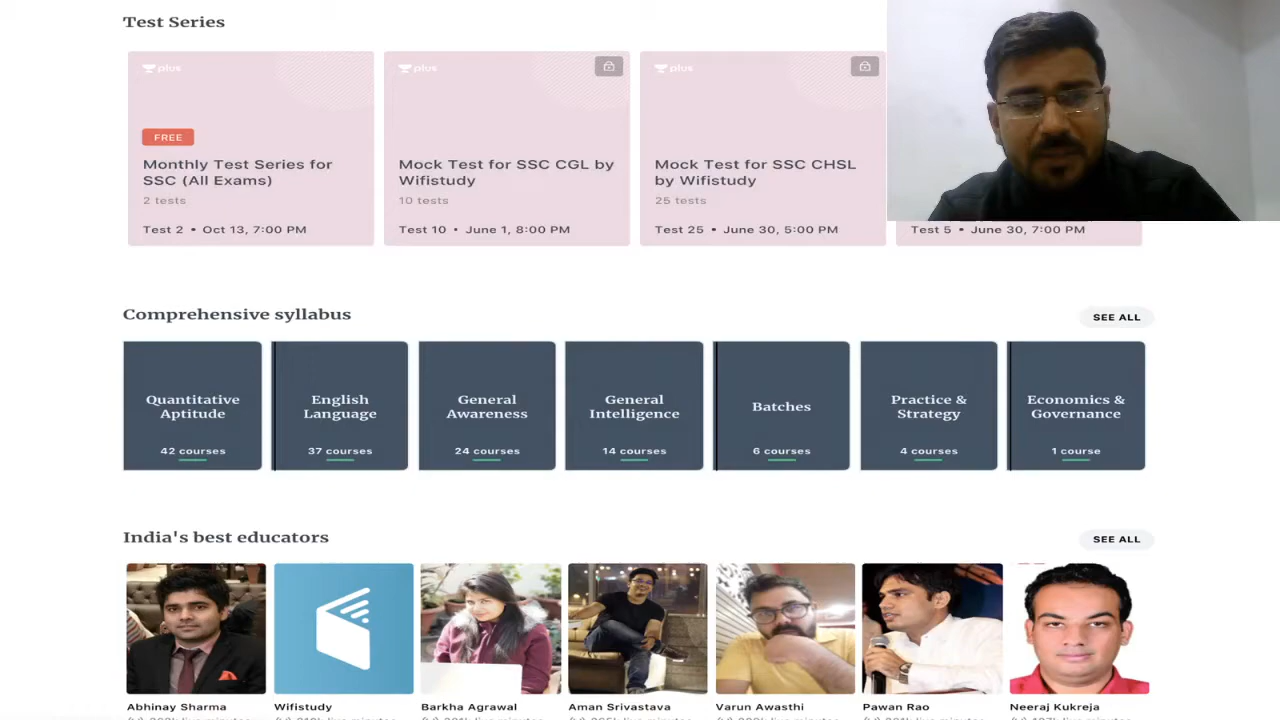 Test Series
plus
plus
plus
FREE
Monthly Test Series for
SSC (All Exams)
2 tests
Test 2 • Oct 13, 7:00 PM
Mock Test for SSC CGL by
Wifistudy
10 tests
Test 10 • June 1, 8:00 PM
Mock Test for SSC CHSL
by Wifistudy
25 tests
Test 25 • June 30, 5:00 PM
Test 5 • June 30, 7:00 PM
Comprehensive syllabus
SEE ALL
Quantitative
Aptitude
42 courses
English
Language
37 courses
General
Awareness
24 courses
General
Intelligence
14 courses
Batches
6 courses
Practice &
Strategy
4 courses
Economics &
Governance
1 course
India's best educators
SEE ALL
Abhinay Sharma
Wifistudy
Barkha Agrawal
Aman Srivastava
Varun Awasthi
Pawan Rao
Neeraj Kukreja